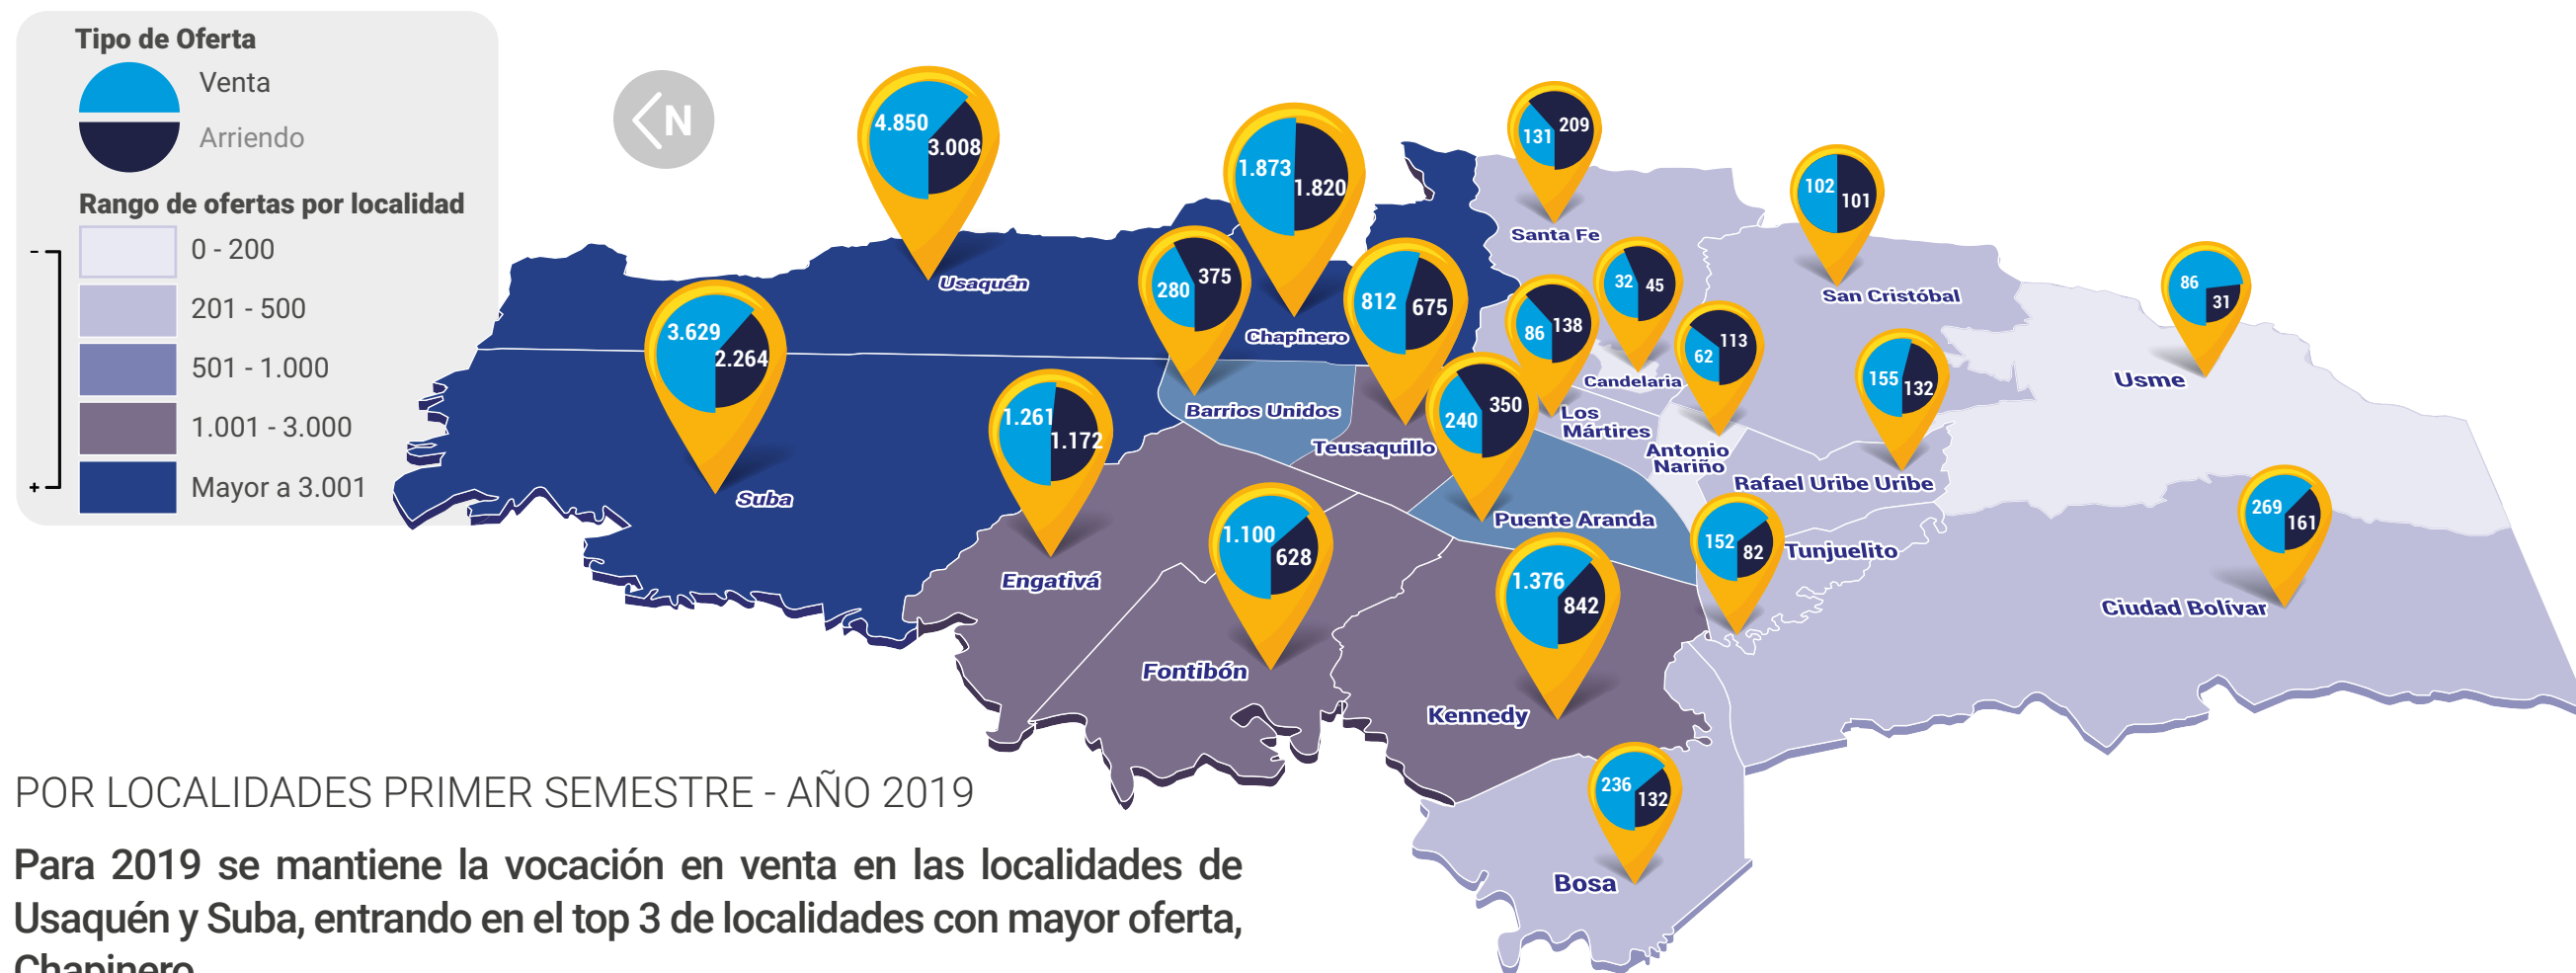 Tipo de Oferta
Venta
Arriendo
Rango de ofertas por localidad
-
0 - 200
201 - 500
501 - 1.000
1.001 - 3.000
+
Mayor a 3.001
N
4.850
3.008
Usaquén
3.629
2.264
Suba
1.873
1.820
Chapinero
280
375
Barrios Unidos
812
675
Teusaquillo
1.261
1.172
Engativá
1.100
628
Fontibón
240
350
Puente Aranda
1.376
842
Kennedy
131
209
Santa Fe
32
45
Candelaria
86
138
Los
Mártires
62
113
Antonio
Nariño
102
101
San Cristóbal
155
132
Rafael Uribe Uribe
152
82
Tunjuelito
86
31
Usme
269
161
Ciudad Bolívar
236
132
Bosa
POR LOCALIDADES PRIMER SEMESTRE - AÑO 2019
Para 2019 se mantiene la vocación en venta en las localidades de
Usaquén y Suba, entrando en el top 3 de localidades con mayor oferta,
Chapinero